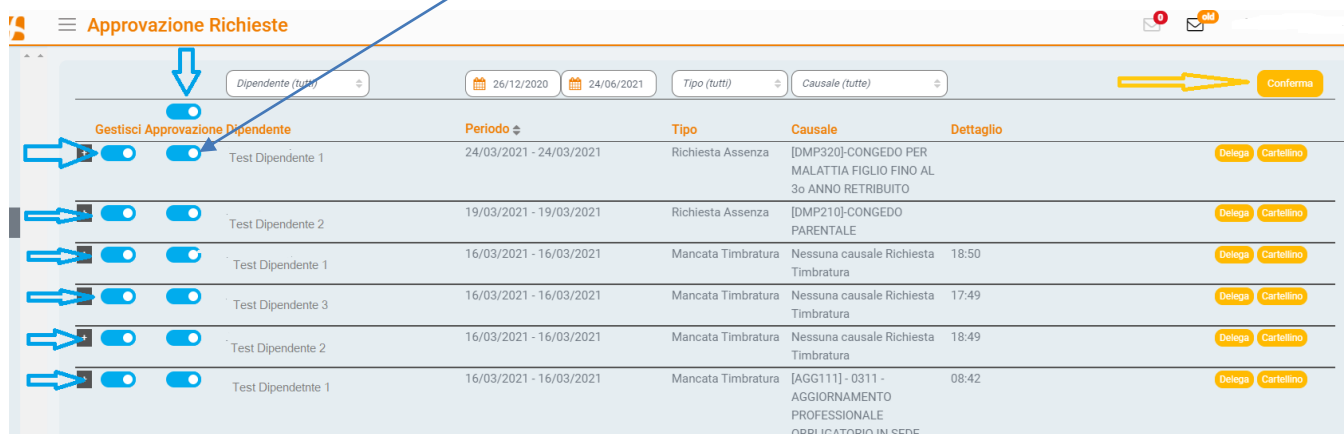 Approvazione Richieste
0
old
Dipendente (tutti)
26/12/2020
24/06/2021
Tipo (tutti)
Causale (tutte)
Conferma
Gestisci Approvazione Dipendente Periodo Tipo Causale Dettaglio
+ Test Dipendente 1 24/03/2021 - 24/03/2021 Richiesta Assenza [DMP320]-CONGEDO PER Delega Cartellino
MALATTIA FIGLIO FINO AL
3o ANNO RETRIBUITO
Test Dipendente 2 19/03/2021 - 19/03/2021 Richiesta Assenza [DMP210]-CONGEDO Delega Cartellino
PARENTALE
Test Dipendente 1 16/03/2021 - 16/03/2021 Mancata Timbratura Nessuna causale Richiesta 18:50 Delega Cartellino
Timbratura
Test Dipendente 3 16/03/2021 - 16/03/2021 Mancata Timbratura Nessuna causale Richiesta 17:49 Delega Cartellino
Timbratura
+ Test Dipendente 2 16/03/2021 - 16/03/2021 Mancata Timbratura Nessuna causale Richiesta 18:49 Delega Cartellino
Timbratura
+ Test Dipendetnte 1 16/03/2021 - 16/03/2021 Mancata Timbratura [AGG111] - 0311 - 08:42 Delega Cartellino
AGGIORNAMENTO
PROFESSIONALE
OBBLIGATORIO IN SEDE